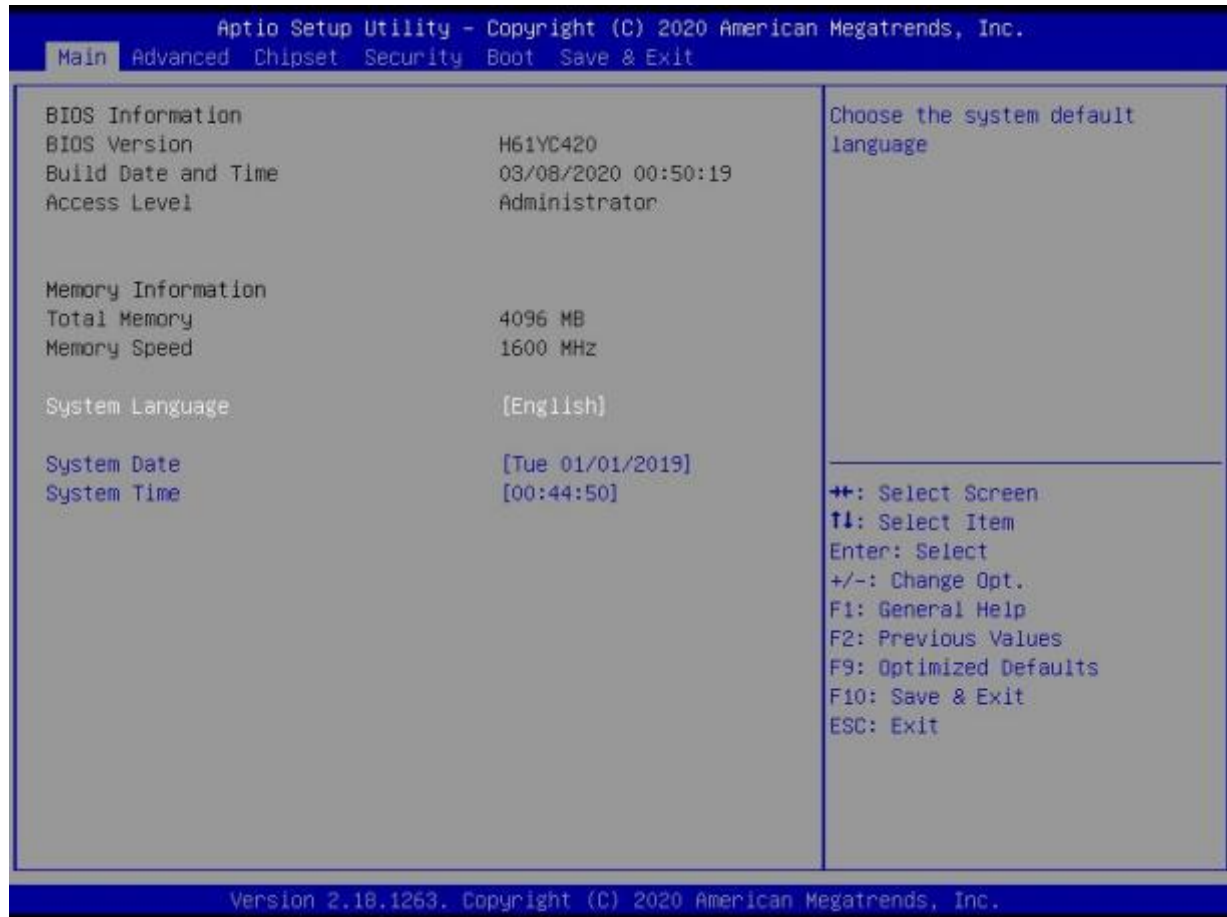 Aptio Setup Utility – Copyright (C) 2020 American Megatrends, Inc.
Main Advanced Chipset Security Boot Save & Exit
BIOS Information
BIOS Version H61YC420
Build Date and Time 03/08/2020 00:50:19
Access Level Administrator
Memory Information
Total Memory 4096 MB
Memory Speed 1600 MHz
System Language [English]
System Date [Tue 01/01/2019]
System Time [00:44:50]
Choose the system default
language
→←: Select Screen
↑↓: Select Item
Enter: Select
+/-: Change Opt.
F1: General Help
F2: Previous Values
F9: Optimized Defaults
F10: Save & Exit
ESC: Exit
Version 2.18.1263. Copyright (C) 2020 American Megatrends, Inc.